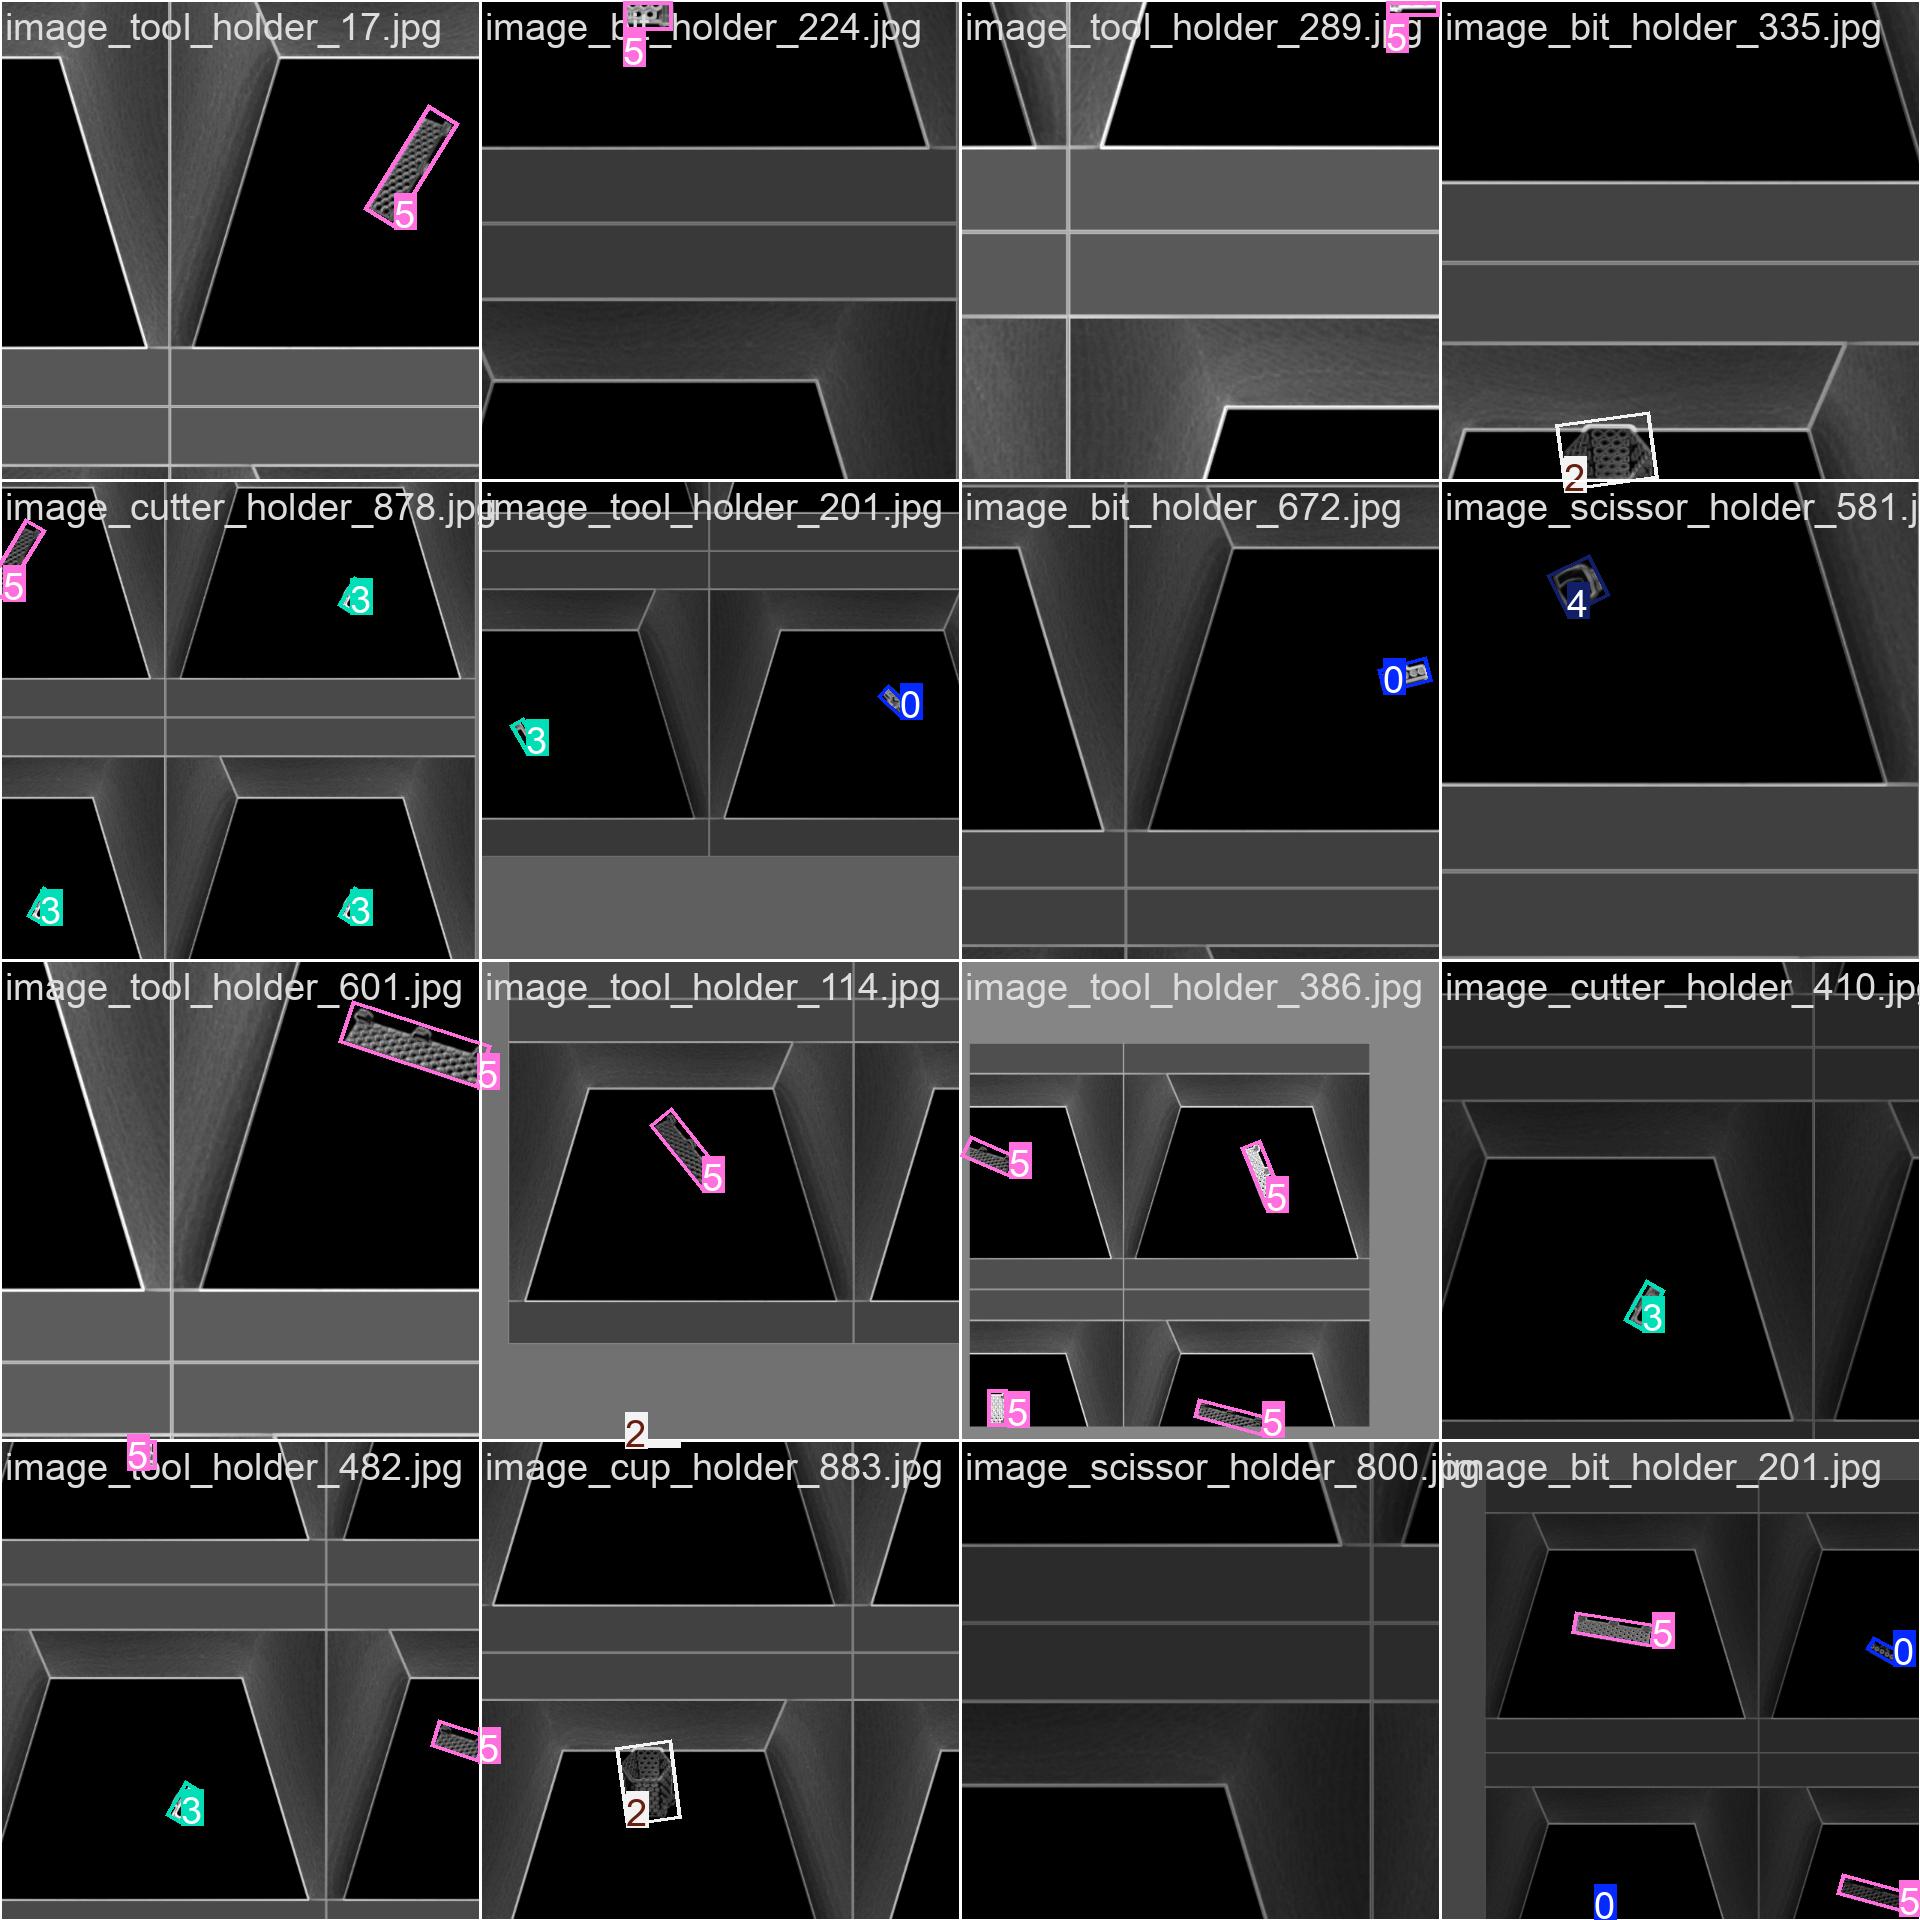 image_tool_holder_17.jpg
5
image_bit_holder_224.jpg
5
image_tool_holder_289.jpg
5
image_bit_holder_335.jpg
2
image_cutter_holder_878.jpg
5
3
3
3
image_tool_holder_201.jpg
3
0
image_bit_holder_672.jpg
0
image_scissor_holder_581.j
4
image_tool_holder_601.jpg
5
image_tool_holder_114.jpg
5
image_tool_holder_386.jpg
5
5
5
5
image_cutter_holder_410.jpg
3
5
image_tool_holder_482.jpg
5
3
2
image_cup_holder_883.jpg
2
image_scissor_holder_800.jpg
image_bit_holder_201.jpg
5
0
0
5